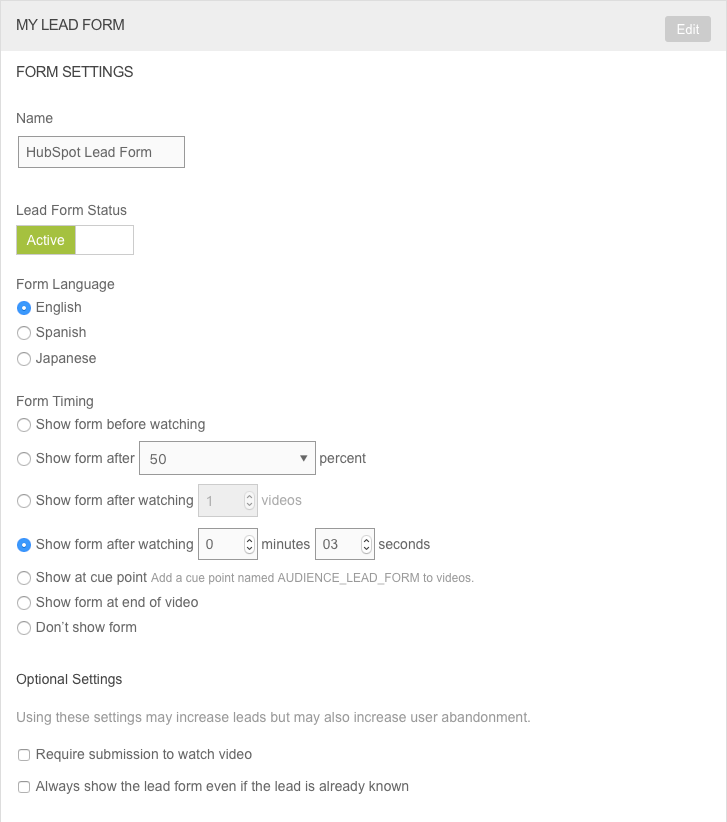 MY LEAD FORM Edit
FORM SETTINGS
Name
HubSpot Lead Form
Lead Form Status
Active
Form Language
English
Spanish
Japanese
Form Timing
Show form before watching
Show form after 50 percent
Show form after watching 1 videos
Show form after watching 0 minutes 03 seconds
Show at cue point Add a cue point named AUDIENCE_LEAD_FORM to videos.
Show form at end of video
Don't show form
Optional Settings
Using these settings may increase leads but may also increase user abandonment.
Require submission to watch video
Always show the lead form even if the lead is already known